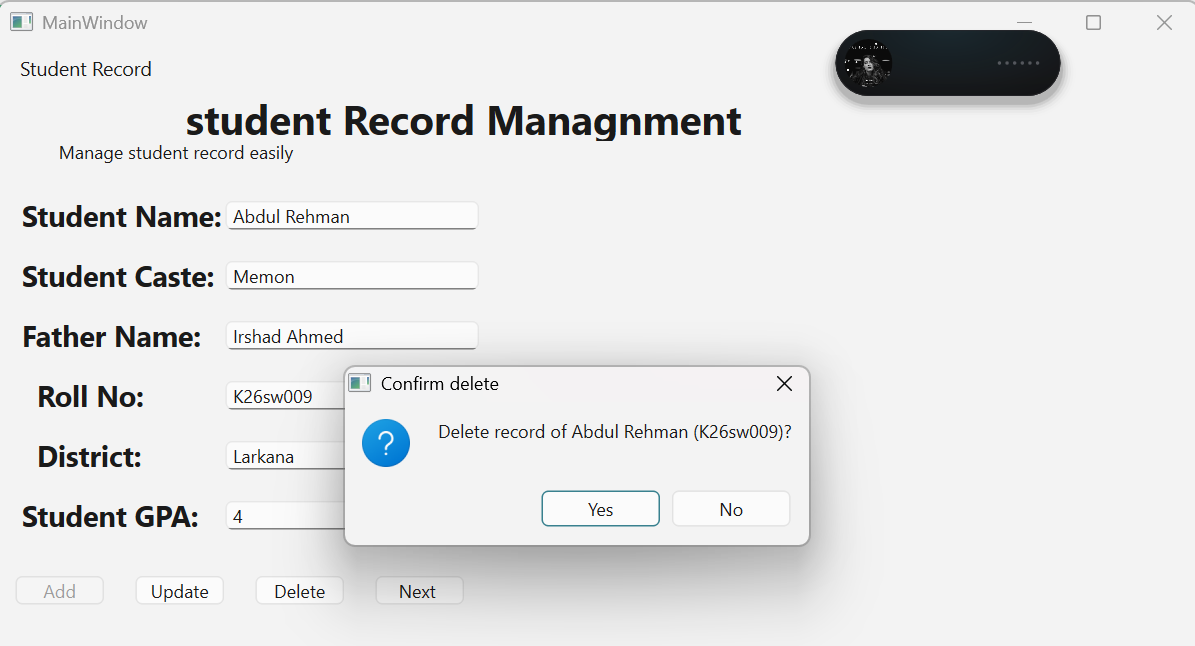 MainWindow
Student Record
student Record Managnment
Manage student record easily
Student Name: Abdul Rehman
Student Caste: Memon
Father Name: Irshad Ahmed
Confirm delete
Roll No: K26sw009
Delete record of Abdul Rehman (K26sw009)?
District: Larkana
Yes No
Student GPA: 4
Add Update Delete Next